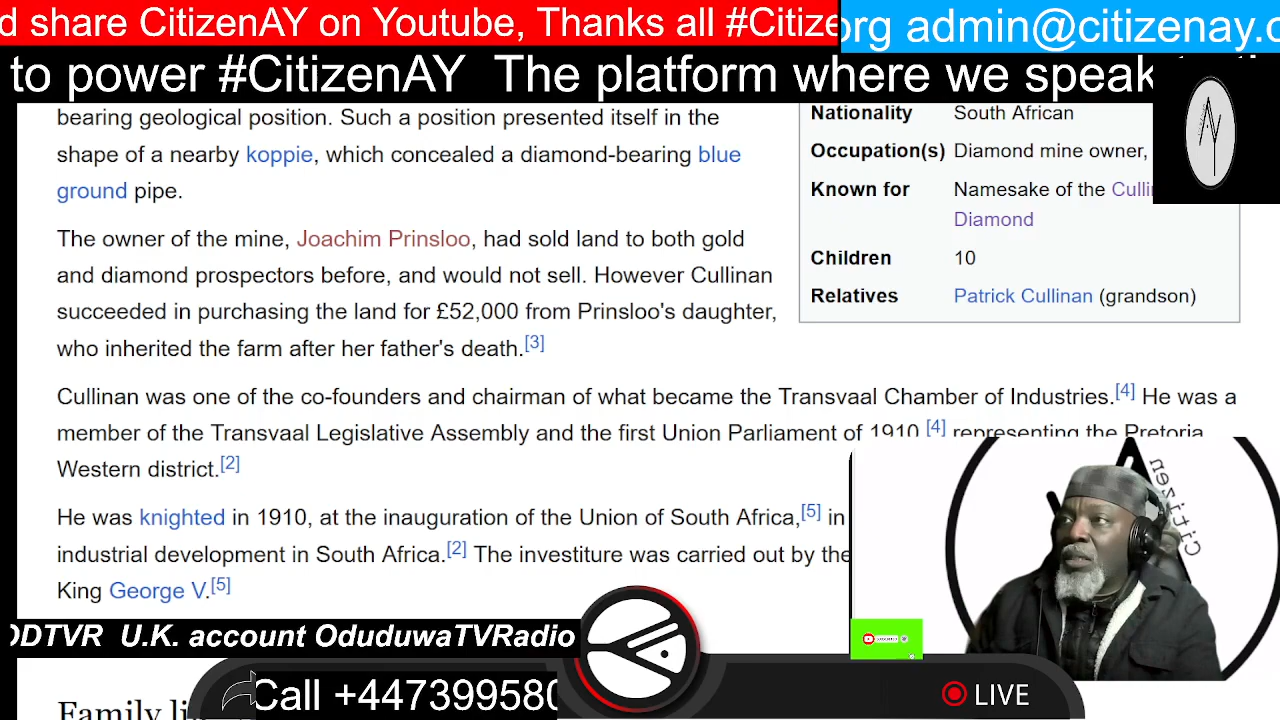 d share CitizenAY on Youtube, Thanks all #Citize
org admin@citizenay.c
to power #CitizenAY The platform where we speak
bearing geological position. Such a position presented itself in the
shape of a nearby koppie, which concealed a diamond-bearing blue
ground pipe.
The owner of the mine, Joachim Prinsloo, had sold land to both gold
and diamond prospectors before, and would not sell. However Cullinan
succeeded in purchasing the land for £52,000 from Prinsloo's daughter,
who inherited the farm after her father's death.[3]
Nationality South African
Occupation(s) Diamond mine owner,
Known for Namesake of the Culli
Diamond
Children 10
Relatives Patrick Cullinan (grandson)
Cullinan was one of the co-founders and chairman of what became the Transvaal Chamber of Industries.[4] He was a
member of the Transvaal Legislative Assembly and the first Union Parliament of 1910,[4] representing the Pretoria
Western district.[2]
He was knighted in 1910, at the inauguration of the Union of South Africa,[5] in
industrial development in South Africa.[2] The investiture was carried out by the
King George V.[5]
Citizen
AY
DTVR U.K. account OduduwaTVRadio
Call +447399580
LIVE
Family li